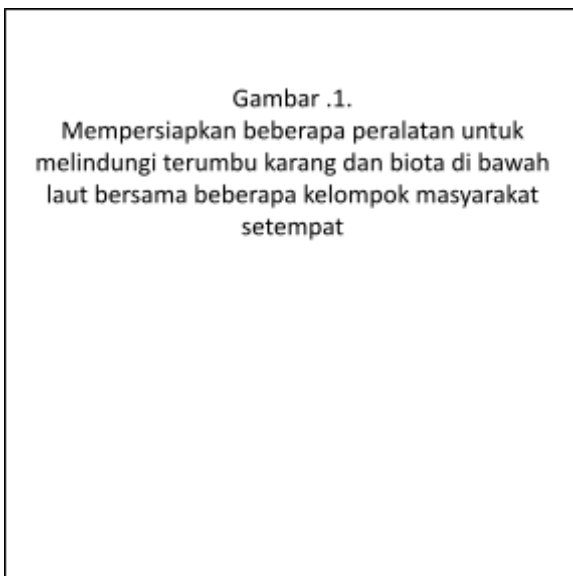 Gambar .1.
Mempersiapkan beberapa peralatan untuk
melindungi terumbu karang dan biota di bawah
laut bersama beberapa kelompok masyarakat
setempat